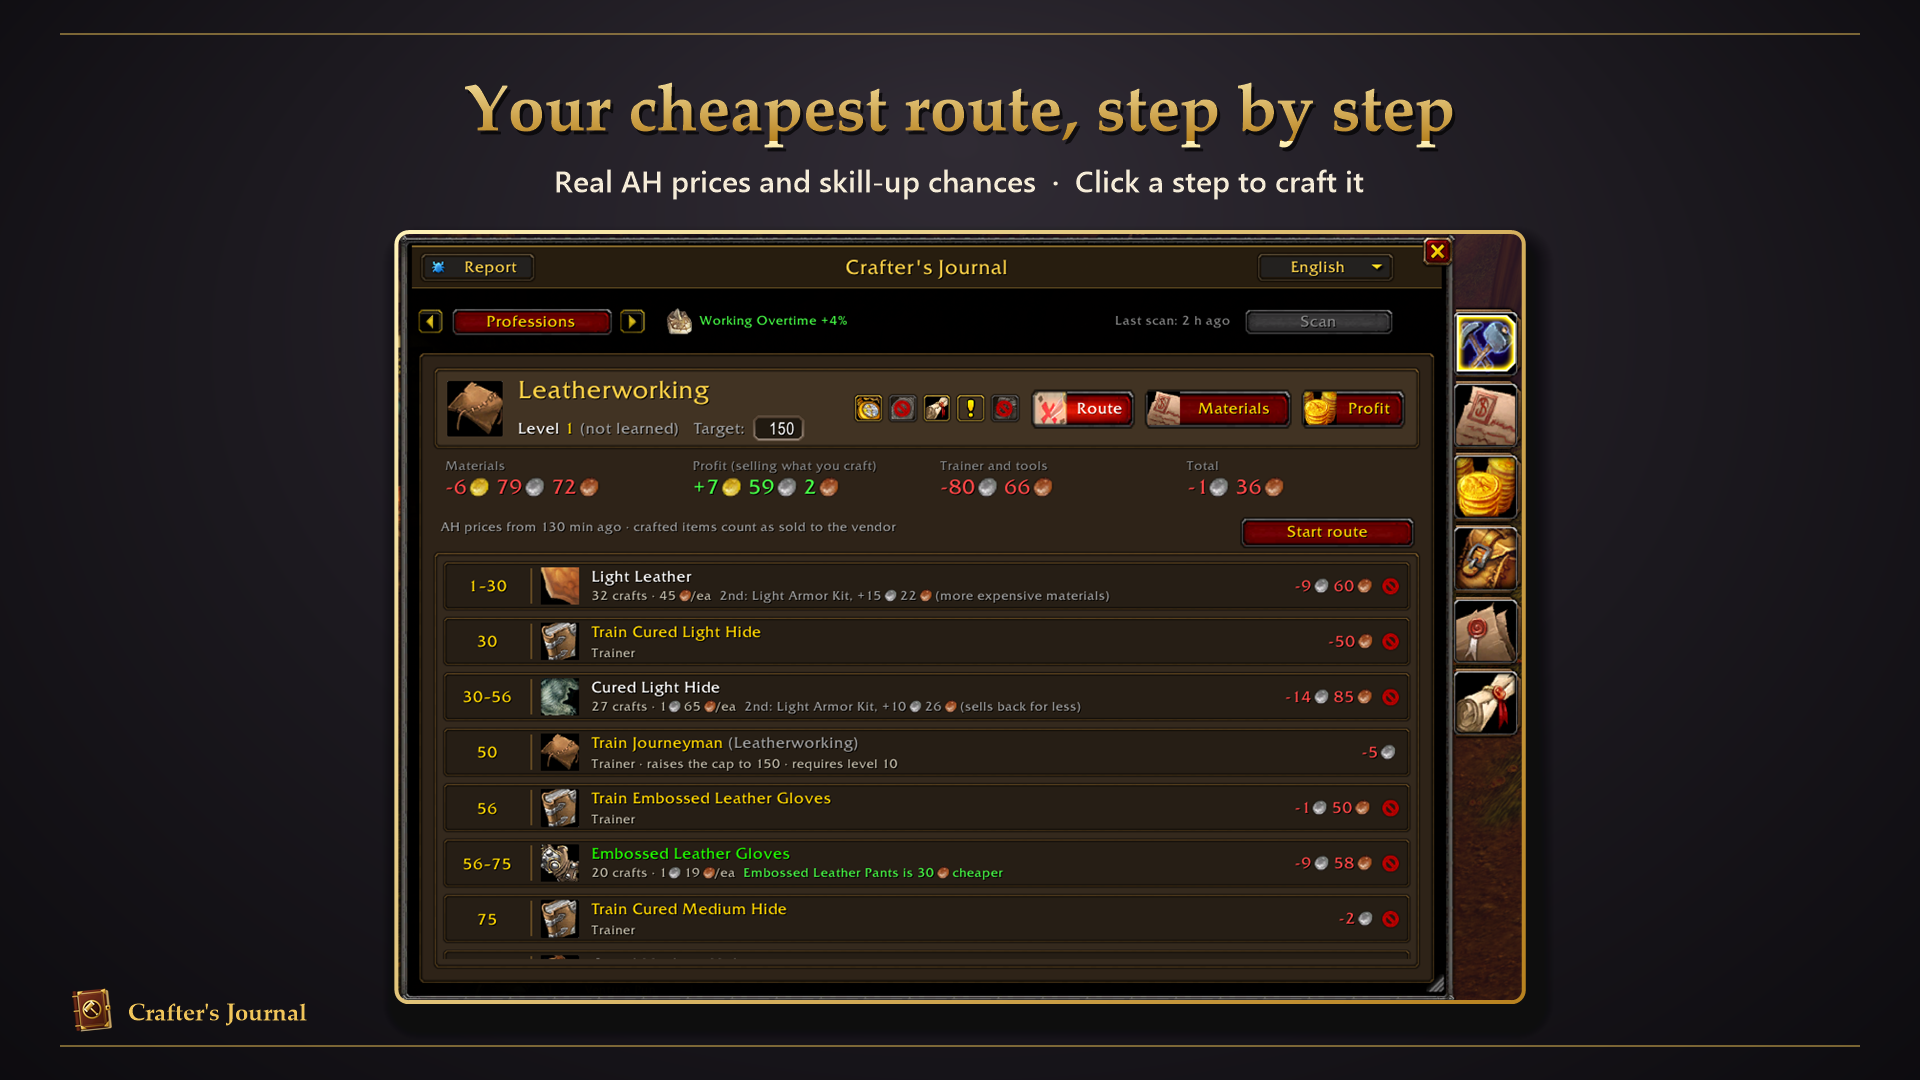 Your cheapest route, step by step
Real AH prices and skill-up chances · Click a step to craft it
Report
Crafter's Journal
English
Professions
Working Overtime +4%
Last scan: 2 h ago
Scan
Leatherworking
Level 1 (not learned) Target: 150
Route
Materials
Profit
Materials
-6 79 72
Profit (selling what you craft)
+7 59 2
Trainer and tools
-80 66
Total
-1 36
AH prices from 130 min ago · crafted items count as sold to the vendor
Start route
1-30
Light Leather
32 crafts · 45 /ea 2nd: Light Armor Kit, +15 22 (more expensive materials)
-9 60
30
Train Cured Light Hide
Trainer
-50
30-56
Cured Light Hide
27 crafts · 1 65 /ea 2nd: Light Armor Kit, +10 26 (sells back for less)
-14 85
50
Train Journeyman (Leatherworking)
Trainer · raises the cap to 150 · requires level 10
-5
56
Train Embossed Leather Gloves
Trainer
-1 50
56-75
Embossed Leather Gloves
20 crafts · 1 19 /ea Embossed Leather Pants is 30 cheaper
-9 58
75
Train Cured Medium Hide
Trainer
-2
Crafter's Journal